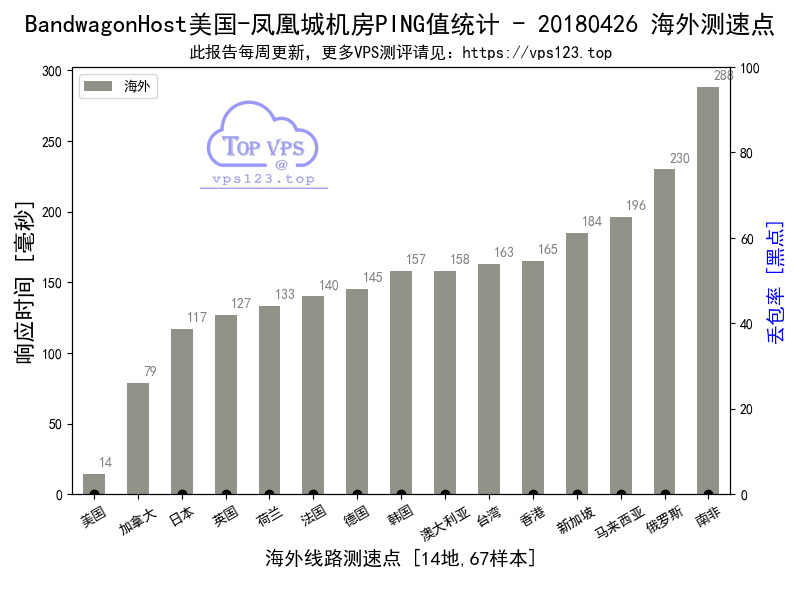 BandwagonHost美国-凤凰城机房PING值统计 - 20180426 海外测速点
此报告每周更新，更多VPS测评请见：https://vps123.top
海外
TOP VPS
@
vps123.top
响应时间 [毫秒]
300
250
200
150
100
50
0
14
79
117
127
133
140
145
157
158
163
165
184
196
230
288
100
80
60
40
20
0
丢包率 [黑点]
美国
加拿大
日本
英国
荷兰
法国
德国
韩国
澳大利亚
台湾
香港
新加坡
马来西亚
俄罗斯
南非
海外线路测速点 [14地,67样本]